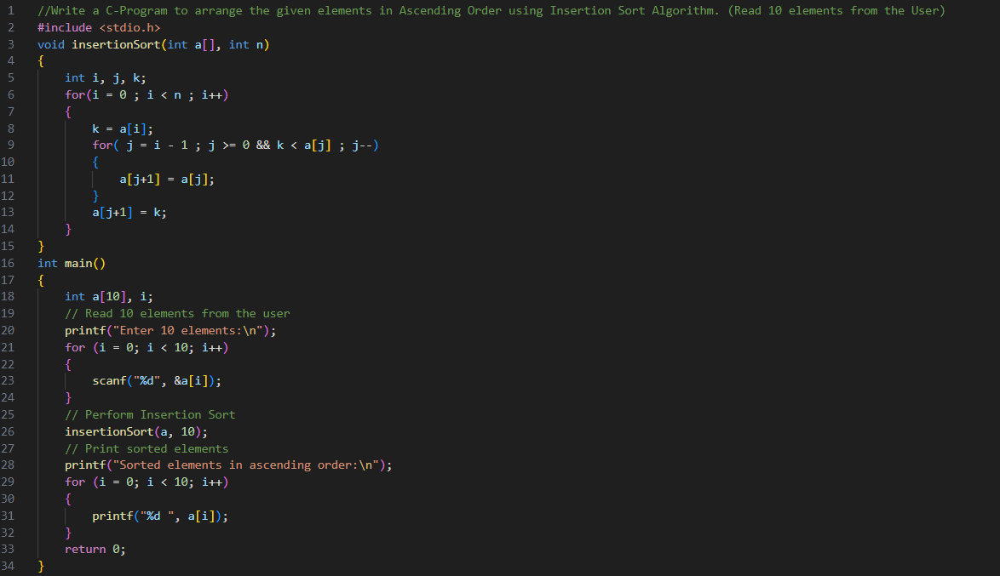 1 //Write a C-Program to arrange the given elements in Ascending Order using Insertion Sort Algorithm. (Read 10 elements from the User)
2 #include <stdio.h>
3 void insertionSort(int a[], int n)
4 {
5     int i, j, k;
6     for(i = 0 ; i < n ; i++)
7     {
8         k = a[i];
9         for( j = i - 1 ; j >= 0 && k < a[j] ; j--)
10         {
11             a[j+1] = a[j];
12         }
13         a[j+1] = k;
14     }
15 }
16 int main()
17 {
18     int a[10], i;
19     // Read 10 elements from the user
20     printf("Enter 10 elements:\n");
21     for (i = 0; i < 10; i++)
22     {
23         scanf("%d", &a[i]);
24     }
25     // Perform Insertion Sort
26     insertionSort(a, 10);
27     // Print sorted elements
28     printf("Sorted elements in ascending order:\n");
29     for (i = 0; i < 10; i++)
30     {
31         printf("%d ", a[i]);
32     }
33     return 0;
34 }